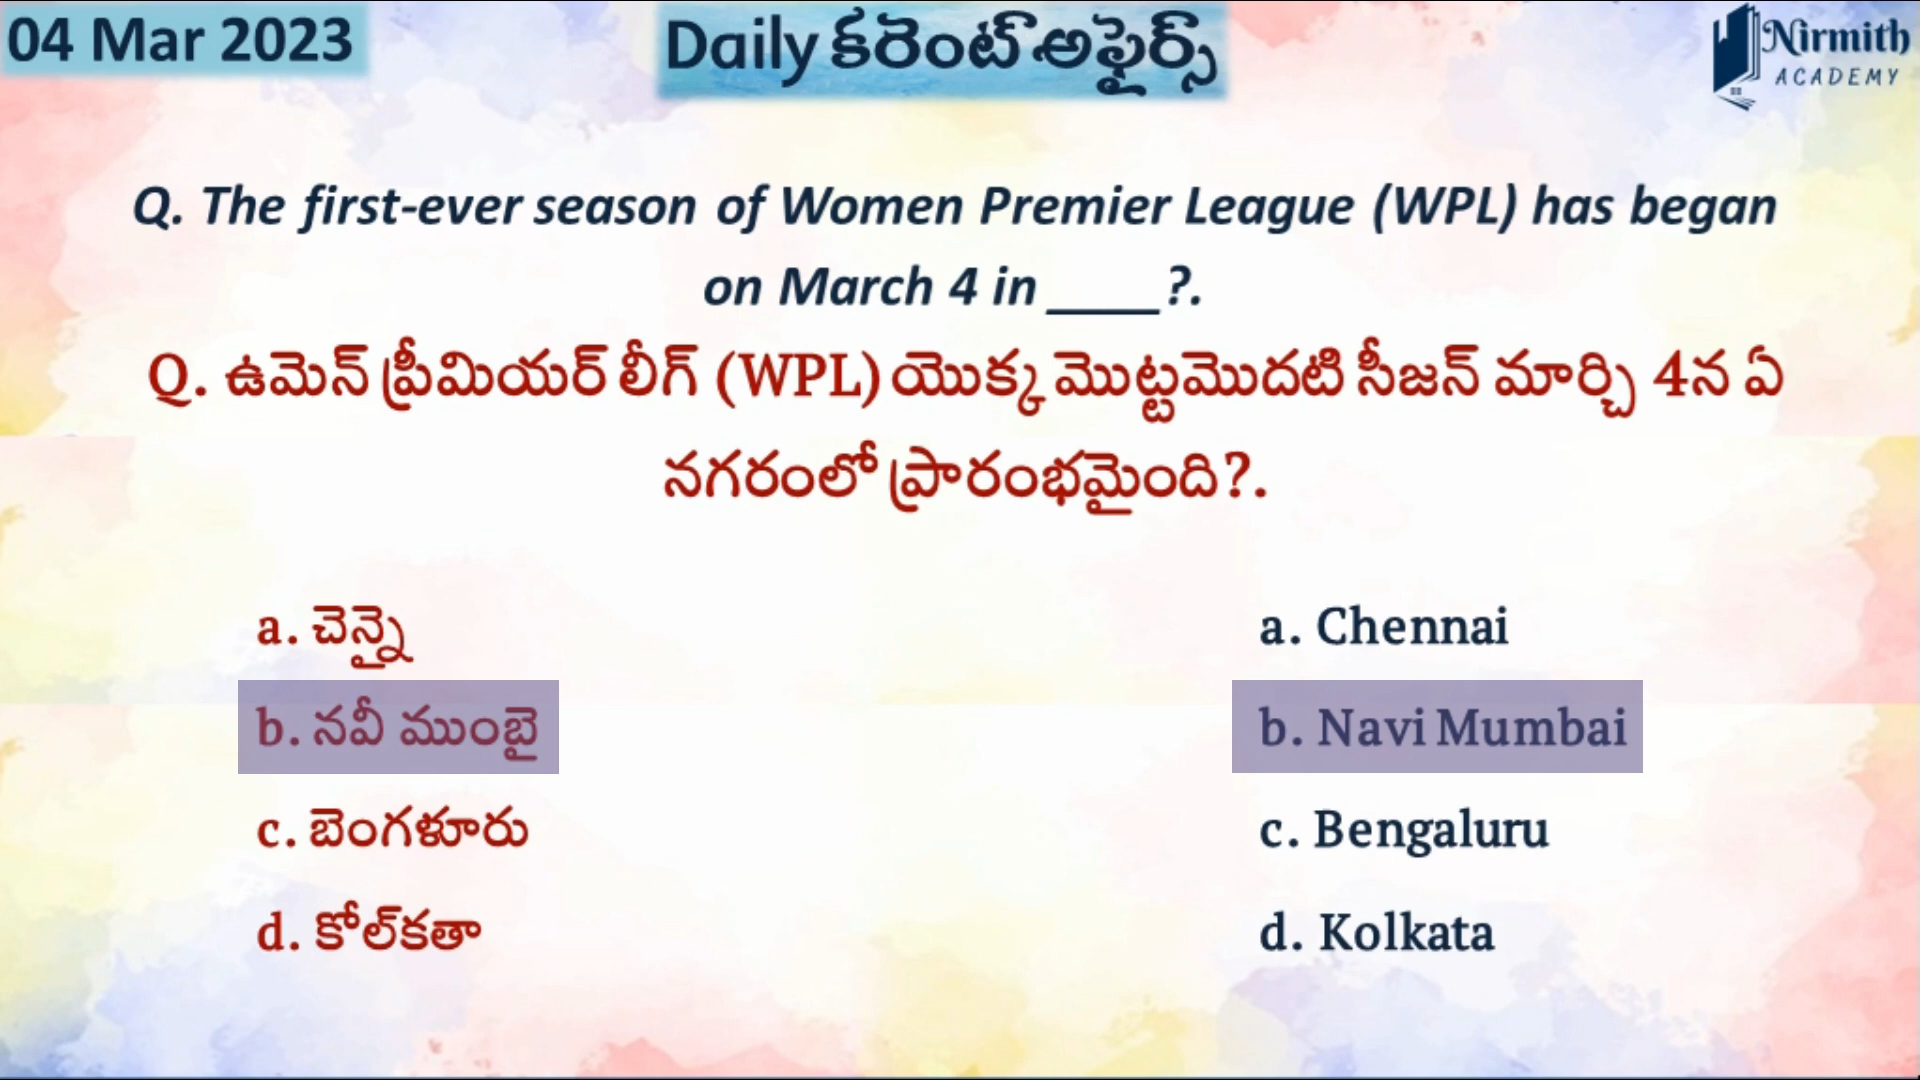 04 Mar 2023
Daily కరెంట్ అఫైర్స్
Nirmith
ACADEMY
Q. The first-ever season of Women Premier League (WPL) has began
on March 4 in ____?.
Q. ఉమెన్ ప్రీమియర్ లీగ్ (WPL) యొక్క మొట్టమొదటి సీజన్ మార్చి 4న ఏ
నగరంలో ప్రారంభమైంది?.
a. చెన్నై
b. నవీ ముంబై
c. బెంగళూరు
d. కోల్‌కతా
a. Chennai
b. Navi Mumbai
c. Bengaluru
d. Kolkata